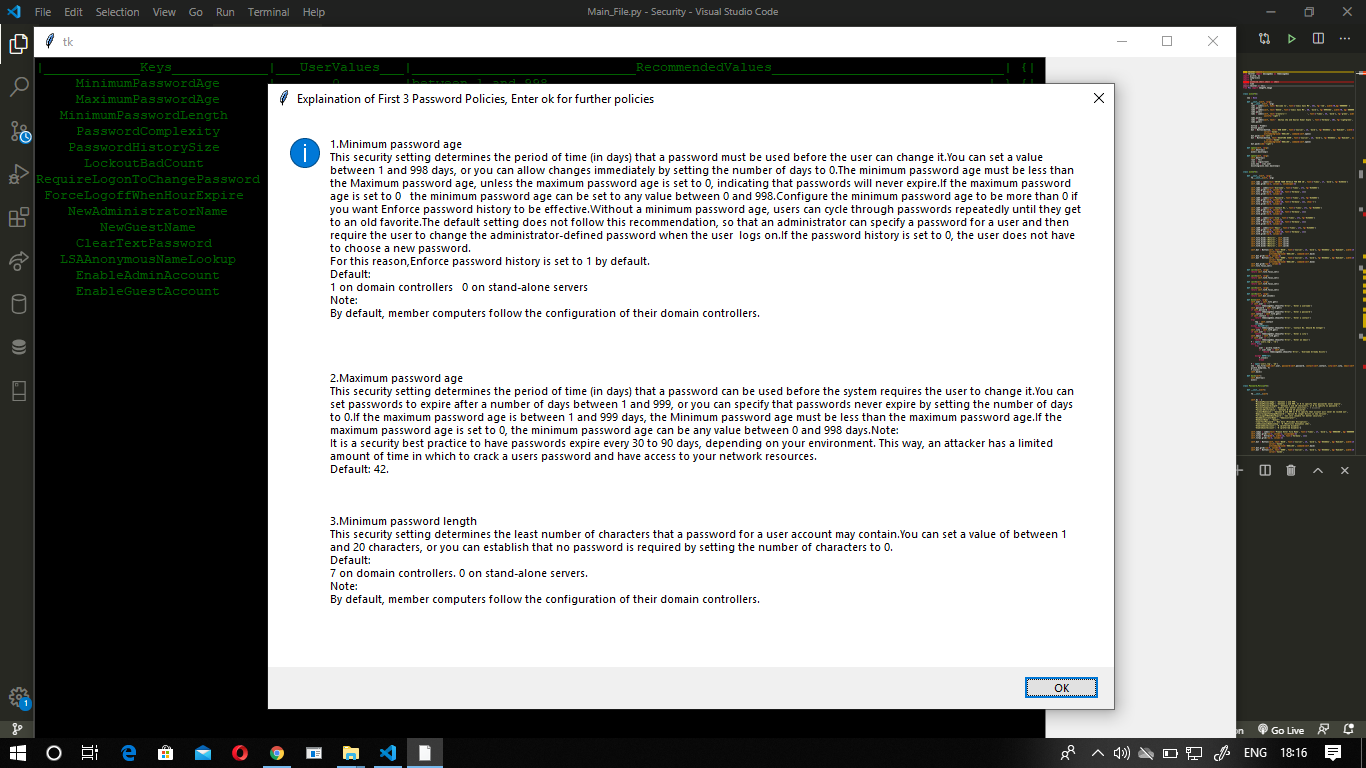 File Edit Selection View Go Run Terminal Help
Main_File.py - Security - Visual Studio Code
tk
|____________Keys____________|___UserValues___|____________________________RecommendedValues_____________________________| {|
MinimumPasswordAge
MaximumPasswordAge
MinimumPasswordLength
PasswordComplexity
PasswordHistorySize
LockoutBadCount
RequireLogonToChangePassword
ForceLogoffWhenHourExpire
NewAdministratorName
NewGuestName
ClearTextPassword
LSAAnonymousNameLookup
EnableAdminAccount
EnableGuestAccount
Explaination of First 3 Password Policies, Enter ok for further policies
1.Minimum password age
This security setting determines the period of time (in days) that a password must be used before the user can change it.You can set a value
between 1 and 998 days, or you can allow changes immediately by setting the number of days to 0.The minimum password age must be less than
the Maximum password age, unless the maximum password age is set to 0, indicating that passwords will never expire.If the maximum password
age is set to 0   the minimum password age can be set to any value between 0 and 998.Configure the minimum password age to be more than 0 if
you want Enforce password history to be effective.Without a minimum password age, users can cycle through passwords repeatedly until they get
to an old favorite.The default setting does not follow this recommendation, so that an administrator can specify a password for a user and then
require the user to change the administrator-defined password when the user  logs on.If the password history is set to 0, the user does not have
to choose a new password.
For this reason,Enforce password history is set to 1 by default.
Default:
1 on domain controllers   0 on stand-alone servers
Note:
By default, member computers follow the configuration of their domain controllers.
2.Maximum password age
This security setting determines the period of time (in days) that a password can be used before the system requires the user to change it.You can
set passwords to expire after a number of days between 1 and 999, or you can specify that passwords never expire by setting the number of days
to 0.If the maximum password age is between 1 and 999 days, the Minimum password age must be less than the maximum password age.If the
maximum password age is set to 0, the minimum password age can be any value between 0 and 998 days.Note:
It is a security best practice to have passwords expire every 30 to 90 days, depending on your environment. This way, an attacker has a limited
amount of time in which to crack a users password and have access to your network resources.
Default: 42.
3.Minimum password length
This security setting determines the least number of characters that a password for a user account may contain.You can set a value of between 1
and 20 characters, or you can establish that no password is required by setting the number of characters to 0.
Default:
7 on domain controllers. 0 on stand-alone servers.
Note:
By default, member computers follow the configuration of their domain controllers.
OK
1
Go Live
ENG 18:16